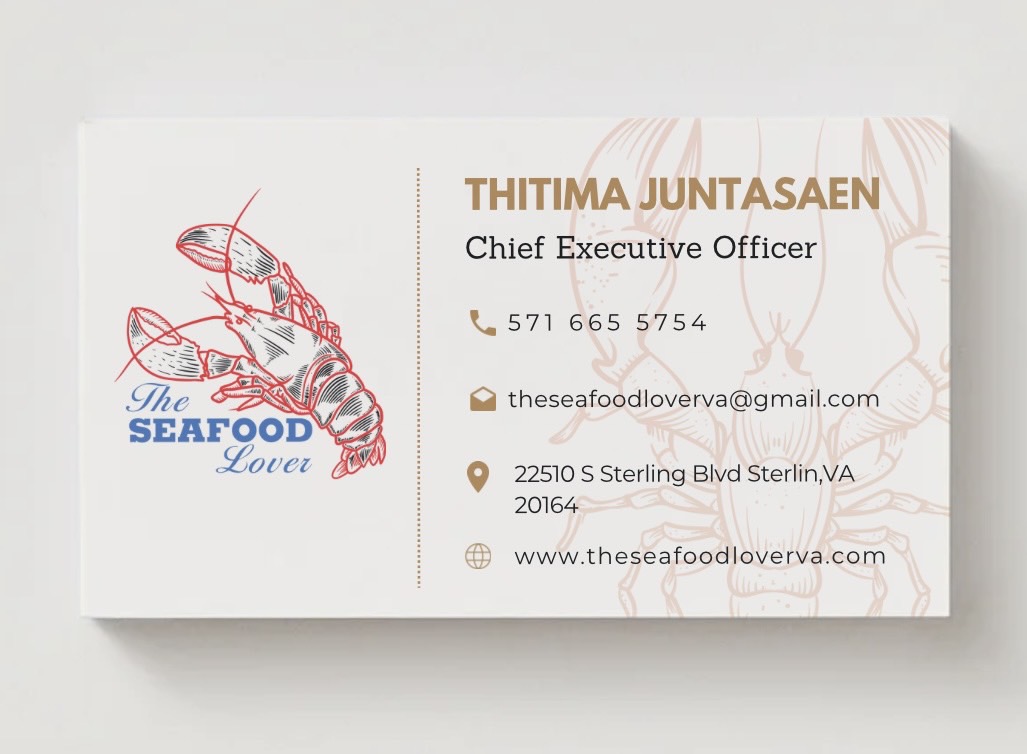 The
SEAFOOD
Lover
THITIMA JUNTASAEN
Chief Executive Officer
571 665 5754
theseafoodloverva@gmail.com
22510 S Sterling Blvd Sterlin,VA
20164
www.theseafoodloverva.com